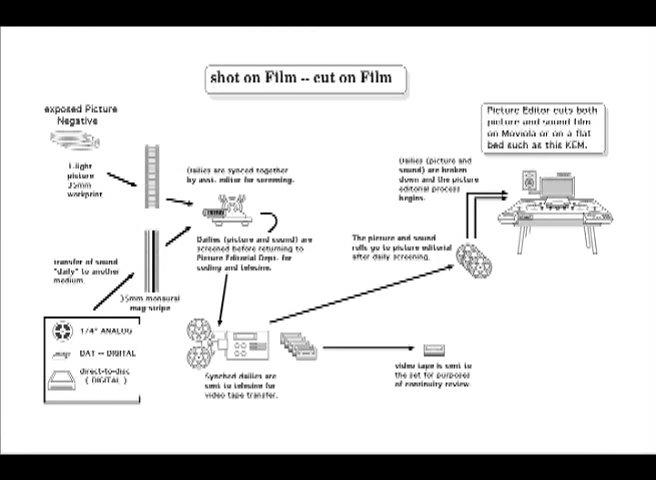 shot on Film -- cut on Film
exposed Picture
Negative
1-light
picture
35mm
workprint
Dailies are synced together
by asst. editor for screening.
Dailies (picture and
sound) are broken
down and the picture
editorial process
begins.
Picture Editor cuts both
picture and sound film
on Moviola or on a flat
bed such as this KEM.
Dailies (picture and sound) are
screened before returning to
Picture Editorial Dept. for
coding and telecine.
The picture and sound
rolls go to picture editorial
after daily screening.
transfer of sound
"daily" to another
medium.
35mm monaural
mag-stripe
1/4" ANALOG
DAT -- DIGITAL
direct-to-disc
( DIGITAL )
Synched dailies are
sent to telecine for
video tape transfer.
video tape is sent to
the set for purposes
of continuity review.